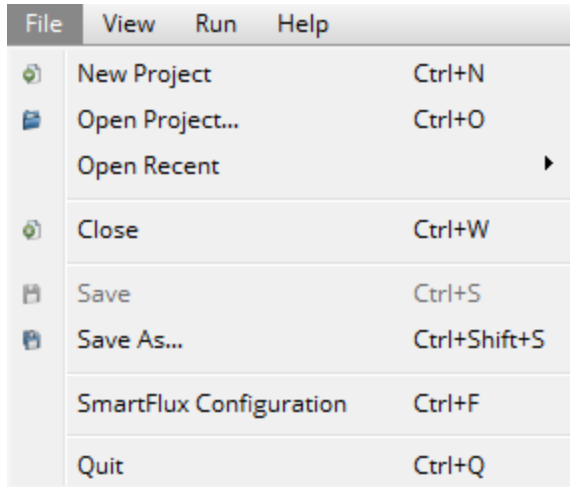 File View Run Help
New Project Ctrl+N
Open Project... Ctrl+O
Open Recent
Close Ctrl+W
Save Ctrl+S
Save As... Ctrl+Shift+S
SmartFlux Configuration Ctrl+F
Quit Ctrl+Q